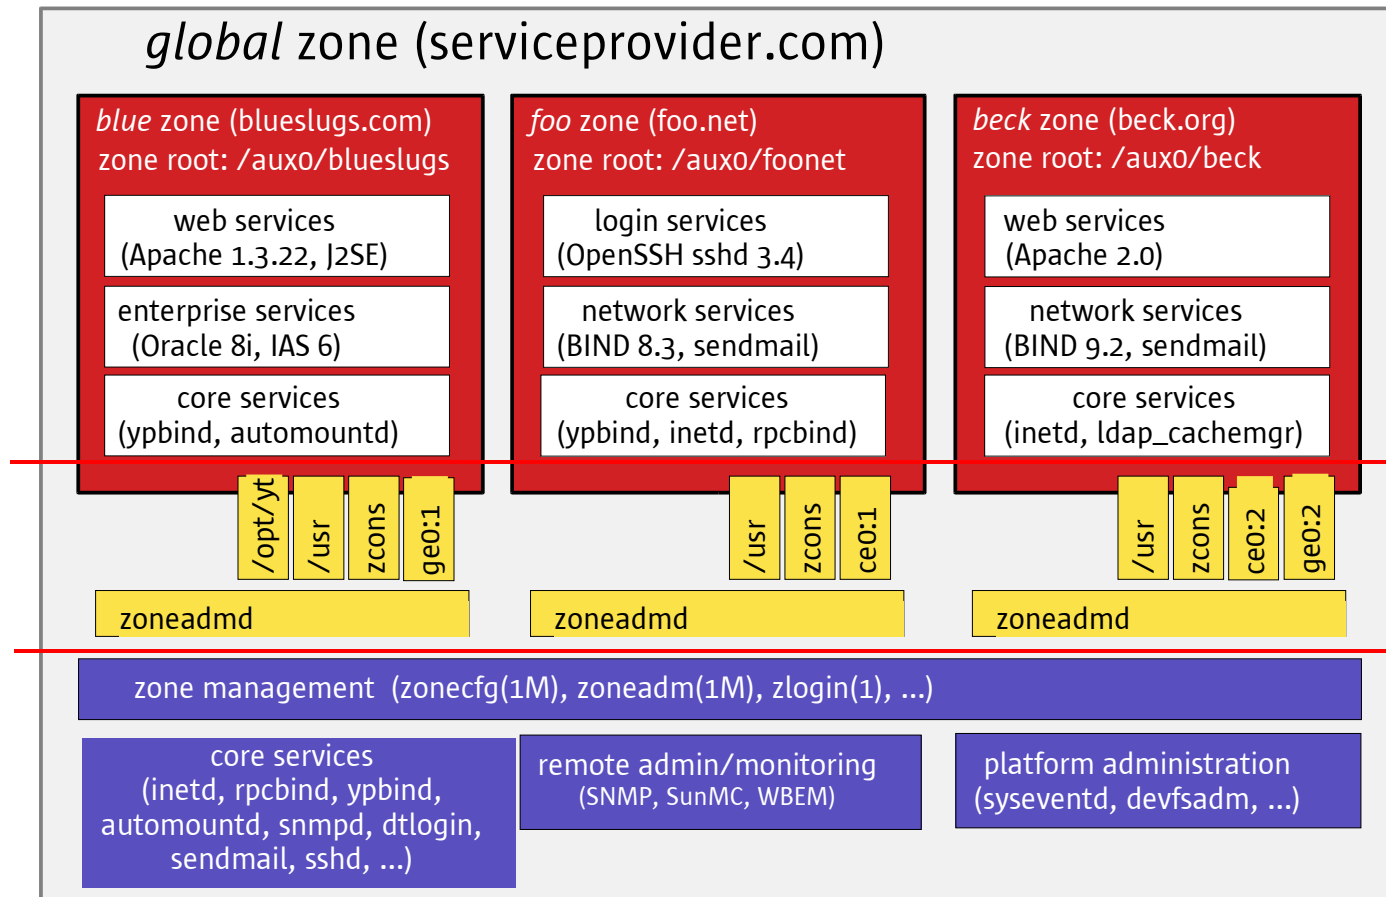 global zone (serviceprovider.com)
blue zone (blueslugs.com)
zone root: /aux0/blueslugs
web services
(Apache 1.3.22, J2SE)
enterprise services
(Oracle 8i, IAS 6)
core services
(ypbind, automountd)
/opt/yt
/usr
zcons
ge0:1
zoneadmd
foo zone (foo.net)
zone root: /aux0/foonet
login services
(OpenSSH sshd 3.4)
network services
(BIND 8.3, sendmail)
core services
(ypbind, inetd, rpcbind)
/usr
zcons
ce0:1
zoneadmd
beck zone (beck.org)
zone root: /aux0/beck
web services
(Apache 2.0)
network services
(BIND 9.2, sendmail)
core services
(inetd, ldap_cachemgr)
/usr
zcons
ce0:2
ge0:2
zoneadmd
zone management (zonecfg(1M), zoneadm(1M), zlogin(1), ...)
core services
(inetd, rpcbind, ypbind,
automountd, snmpd, dtlogin,
sendmail, sshd, ...)
remote admin/monitoring
(SNMP, SunMC, WBEM)
platform administration
(syseventd, devfsadm, ...)